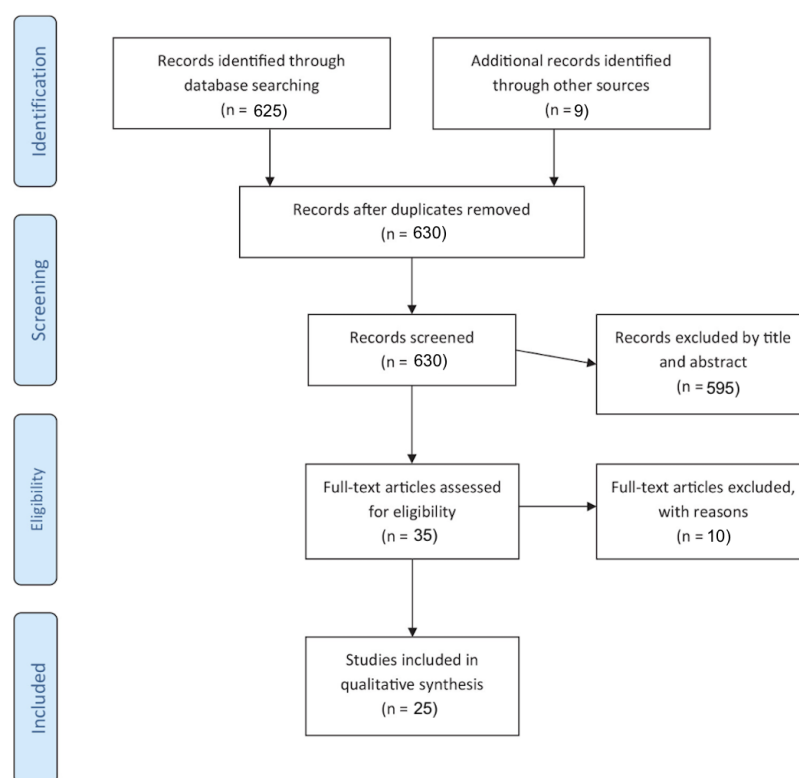 Identification
Records identified through
database searching
(n = 625)
Additional records identified
through other sources
(n = 9)
Records after duplicates removed
(n = 630)
Screening
Records screened
(n = 630)
Records excluded by title
and abstract
(n = 595)
Eligibility
Full-text articles assessed
for eligibility
(n = 35)
Full-text articles excluded,
with reasons
(n = 10)
Included
Studies included in
qualitative synthesis
(n = 25)